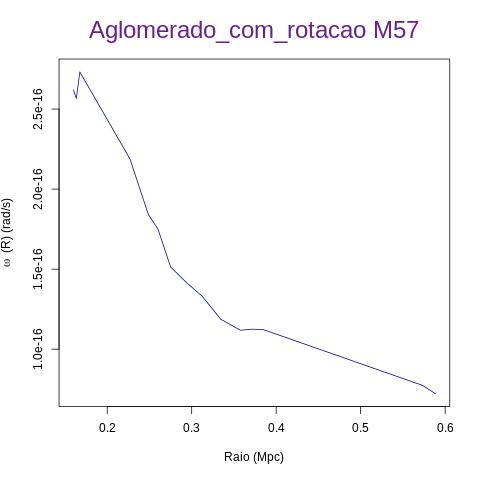 Aglomerado_com_rotacao M57
ω (R) (rad/s)
2.5e-16
2.0e-16
1.5e-16
1.0e-16
0.2 0.3 0.4 0.5 0.6
Raio (Mpc)